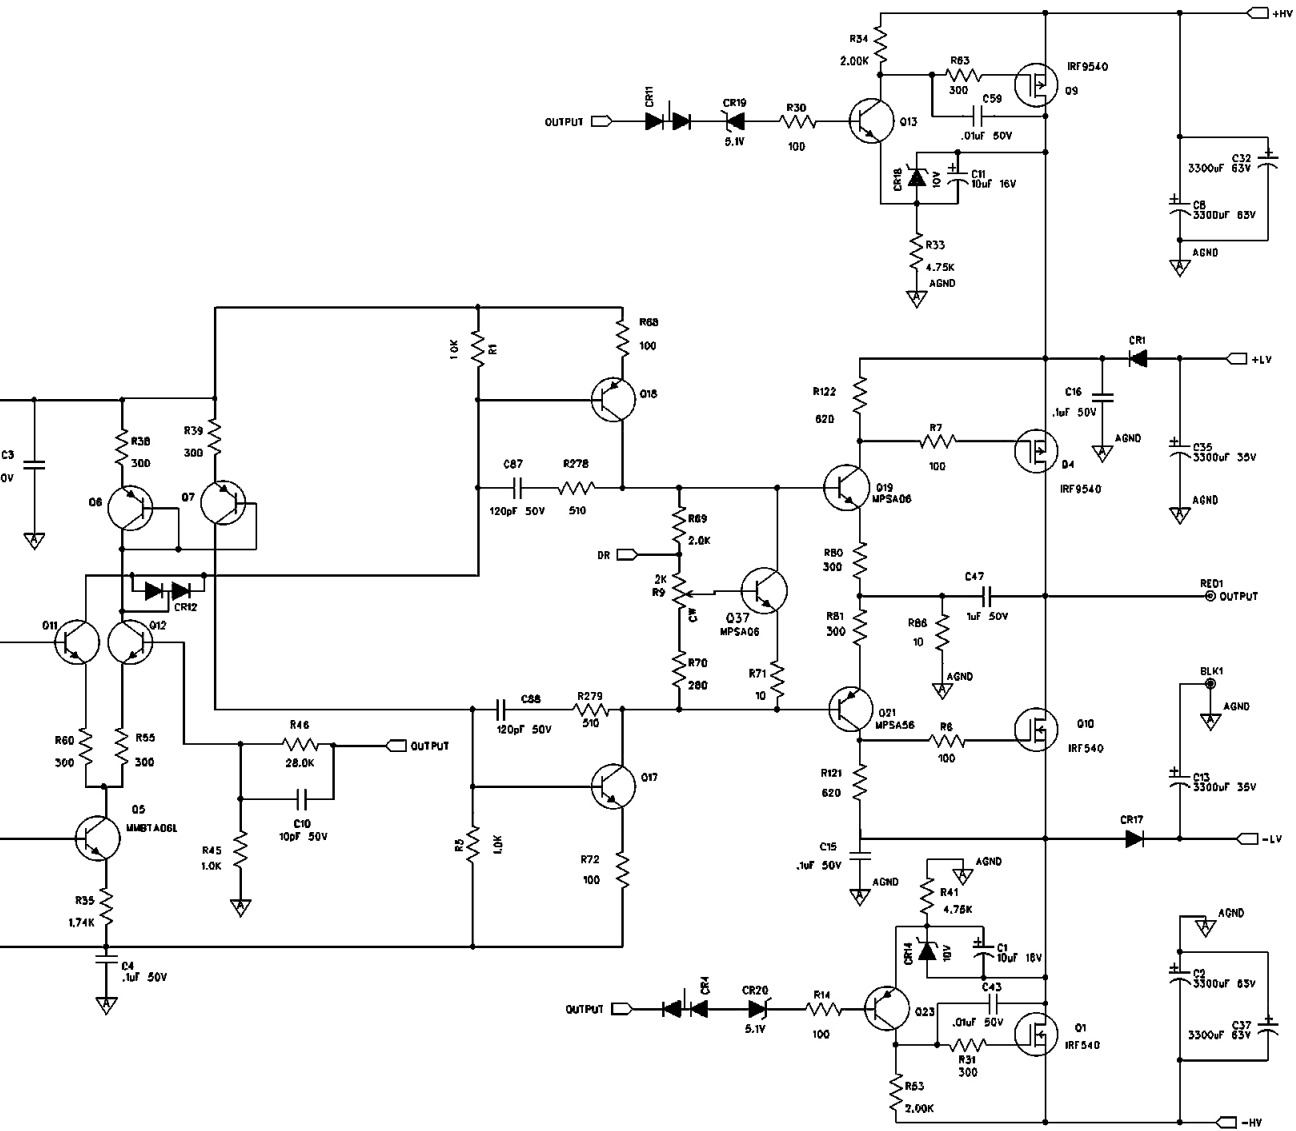 +HV
R34
2.00K
R63
300
IRF9540
Q9
CR11
CR19
R30
C59
OUTPUT
Q13
.01uF 50V
5.1V
100
C32
3300uF 63V
CR18
10V
C11
10uF 16V
C8
3300uF 63V
R33
4.75K
AGND
AGND
R68
100
1.0K
R1
CR1
+LV
Q18
R122
620
C16
.1uF 50V
R7
100
AGND
C35
3300uF 35V
R38
300
R39
300
C3
0V
Q4
IRF9540
C87
R278
120pF 50V
510
Q6
Q7
Q19
MPSA06
AGND
R69
2.0K
DR
R80
300
2K
R9
CW
C47
1uF 50V
RED1
OUTPUT
CR12
Q37
MPSA06
R81
300
R86
10
Q11
Q12
R70
280
R71
10
AGND
BLK1
AGND
C88
R279
120pF 50V
510
Q21
MPSA56
Q10
IRF540
R46
28.0K
OUTPUT
R6
100
R60
300
R55
300
Q17
R121
620
C13
3300uF 35V
Q5
MMBTA06L
C10
10pF 50V
CR17
-LV
R45
1.0K
R5
1.0K
R72
100
C15
.1uF 50V
AGND
AGND
R41
4.75K
R35
1.74K
AGND
CR14
10V
C1
10uF 16V
C4
.1uF 50V
C2
3300uF 63V
CR4
CR20
R14
C43
OUTPUT
Q23
.01uF 50V
5.1V
100
Q1
IRF540
C37
3300uF 63V
R31
300
R53
2.00K
-HV